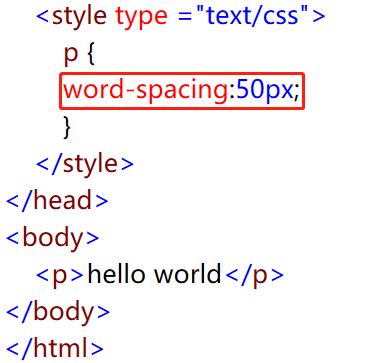 <style type ="text/css">
p {
word-spacing:50px;
}
</style>
</head>
<body>
<p>hello world</p>
</body>
</html>